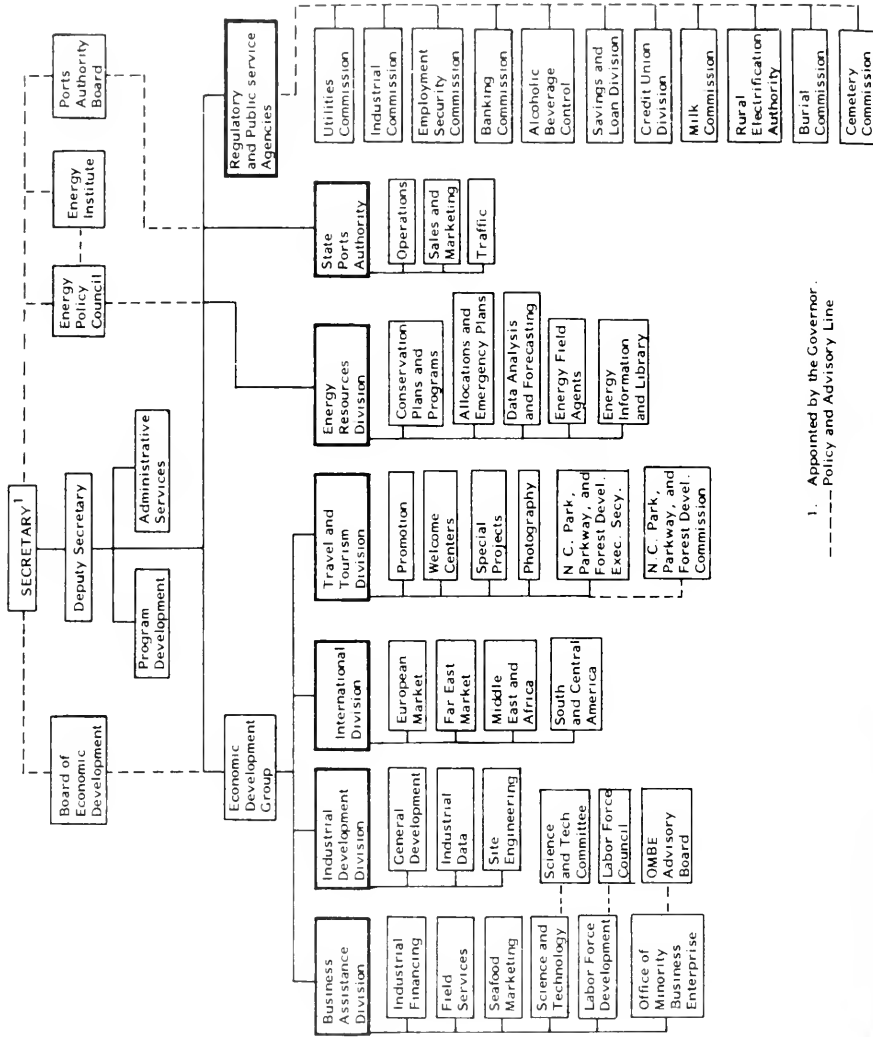 SECRETARY1
Board of
Economic
Development
Deputy Secretary
Program Development
Administrative
Services
Energy
Policy
Council
Energy
Institute
Ports
Authority
Board
Economic
Development
Group
Regulatory
and Public service
Agencies
Business
Assistance
Division
Industrial
Financing
Field
Services
Seafood
Marketing
Science and
Technology
Labor Force
Development
Office of
Minority
Business
Enterprise
Science
and Tech
Committee
Labor Force
Council
OMBE
Advisory
Board
Industrial
Development
Division
General
Development
Industrial
Data
Site
Engineering
International
Division
European
Market
Far East
Market
Middle
East and
Africa
South
and Central
America
Travel and
Tourism
Division
Promotion
Welcome
Centers
Special
Projects
Photography
N C. Park,
Parkway, and
Forest Devel.
Exec. Secy.
N.C. Park,
Parkway, and
Forest Devel.
Commission
Energy
Resources
Division
Conservation
Plans and
Programs
Allocations and
Emergency Plans
Data Analysis
and Forecasting
Energy Field
Agents
Energy
Information
and Library
State
Ports
Authority
Operations
Sales and
Marketing
Traffic
Utilities
Commission
Industrial
Commission
Employment
Security
Commission
Banking
Commission
Alcoholic
Beverage
Control
Savings and
Loan Division
Credit Union
Division
Milk
Commission
Rural
Electrification
Authority
Burial
Commission
Cemetery
Commission
1. Appointed by the Governor.
-----Policy and Advisory Line